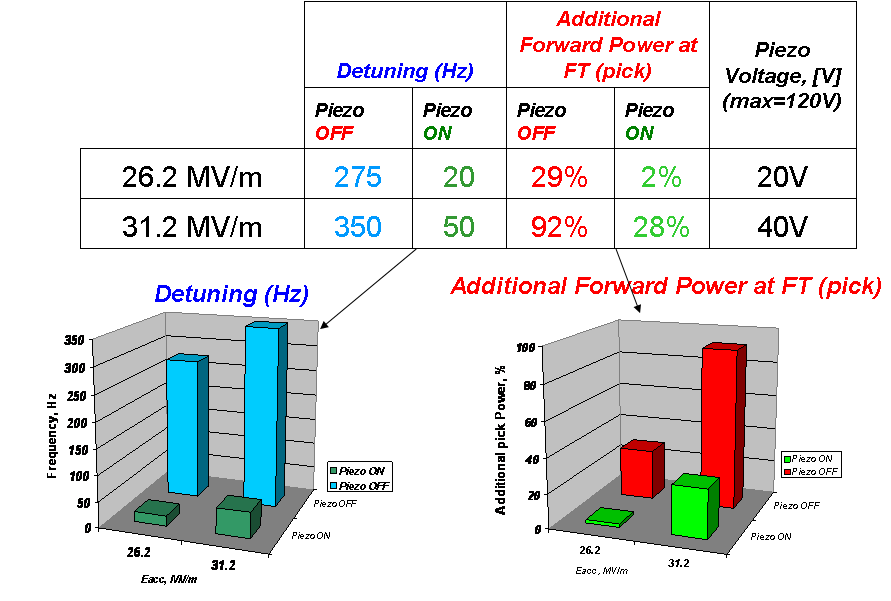 Detuning (Hz)
Additional
Forward Power at
FT (pick)
Piezo
Voltage, [V]
(max=120V)
Piezo
OFF
Piezo
ON
Piezo
OFF
Piezo
ON
26.2 MV/m 275 20 29% 2% 20V
31.2 MV/m 350 50 92% 28% 40V
Detuning (Hz)
350
300
250
200
150
100
50
0
Frequency, Hz
26.2
31.2
Eacc, MV/m
Piezo ON
Piezo OFF
Piezo OFF
Piezo ON
Additional Forward Power at FT (pick)
100
80
60
40
20
0
Additional pick Power, %
26.2
31.2
Eacc, MV/m
Piezo ON
Piezo OFF
Piezo OFF
Piezo ON